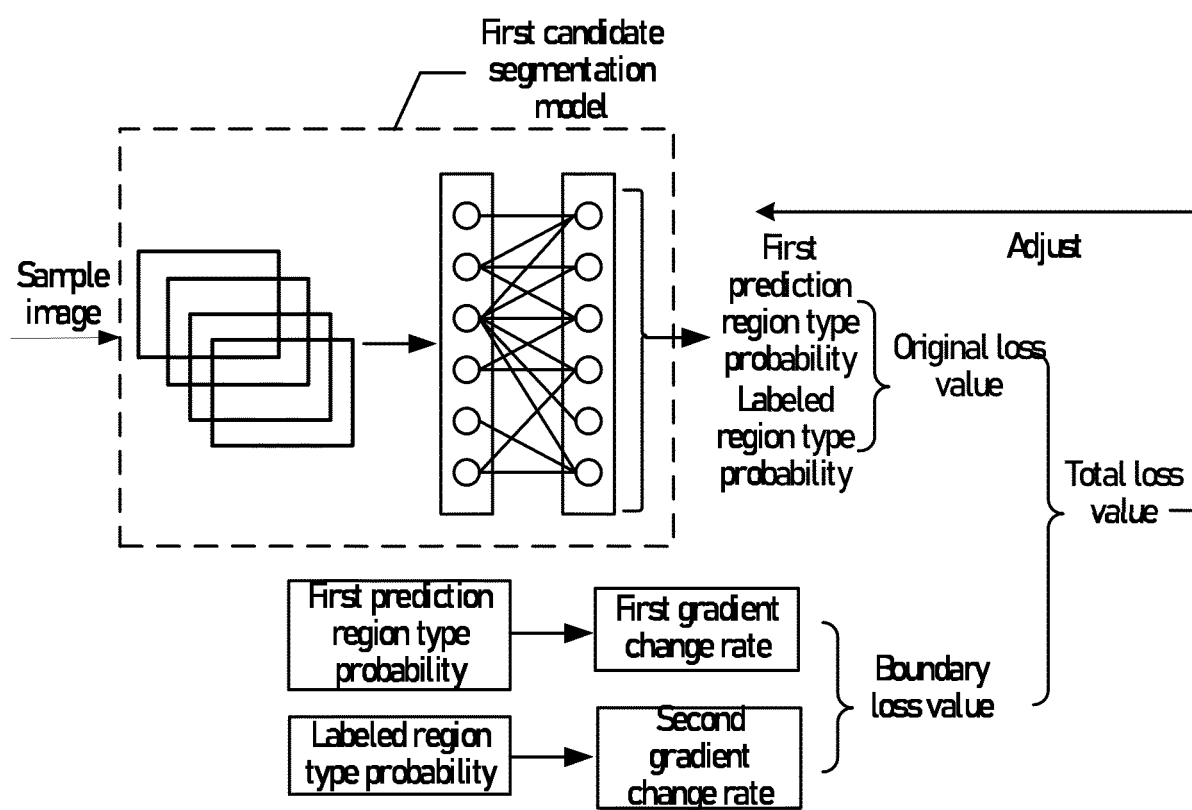 First candidate
segmentation
model
Sample
image
Adjust
First
prediction
region type
probability
Labeled
region type
probability
Original loss
value
Total loss
value
First prediction
region type
probability
First gradient
change rate
Labeled region
type probability
Second
gradient
change rate
Boundary
loss value